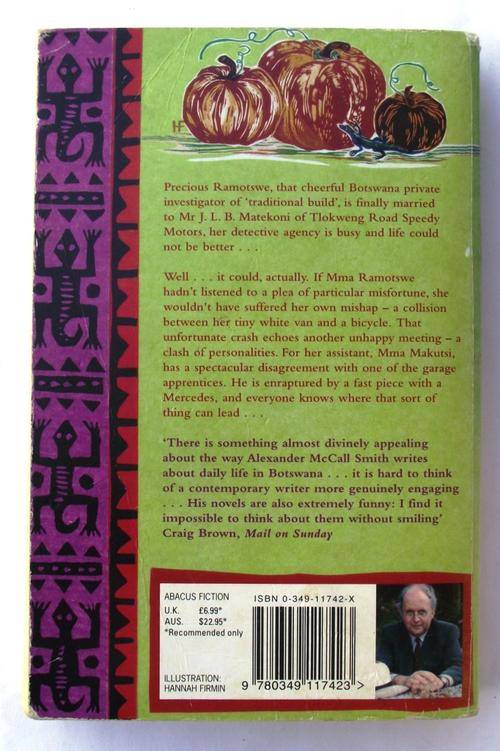 HF
Precious Ramotswe, that cheerful Botswana private
investigator of ‘traditional build’, is finally married
to Mr J. L. B. Matekoni of Tlokweng Road Speedy
Motors, her detective agency is busy and life could
not be better . . .
Well . . . it could, actually. If Mma Ramotswe
hadn't listened to a plea of particular misfortune, she
wouldn't have suffered her own mishap – a collision
between her tiny white van and a bicycle. That
unfortunate crash echoes another unhappy meeting – a
clash of personalities. For her assistant, Mma Makutsi,
has a spectacular disagreement with one of the garage
apprentices. He is enraptured by a fast piece with a
Mercedes, and everyone knows where that sort of
thing can lead . . .
‘There is something almost divinely appealing
about the way Alexander McCall Smith writes
about daily life in Botswana . . . it is hard to think
of a contemporary writer more genuinely engaging
. . . His novels are also extremely funny: I find it
impossible to think about them without smiling’
Craig Brown, Mail on Sunday
ABACUS FICTION
U.K. £6.99*
AUS. $22.95*
*Recommended only
ILLUSTRATION:
HANNAH FIRMIN
ISBN 0-349-11742-X
9 780349 117423 >